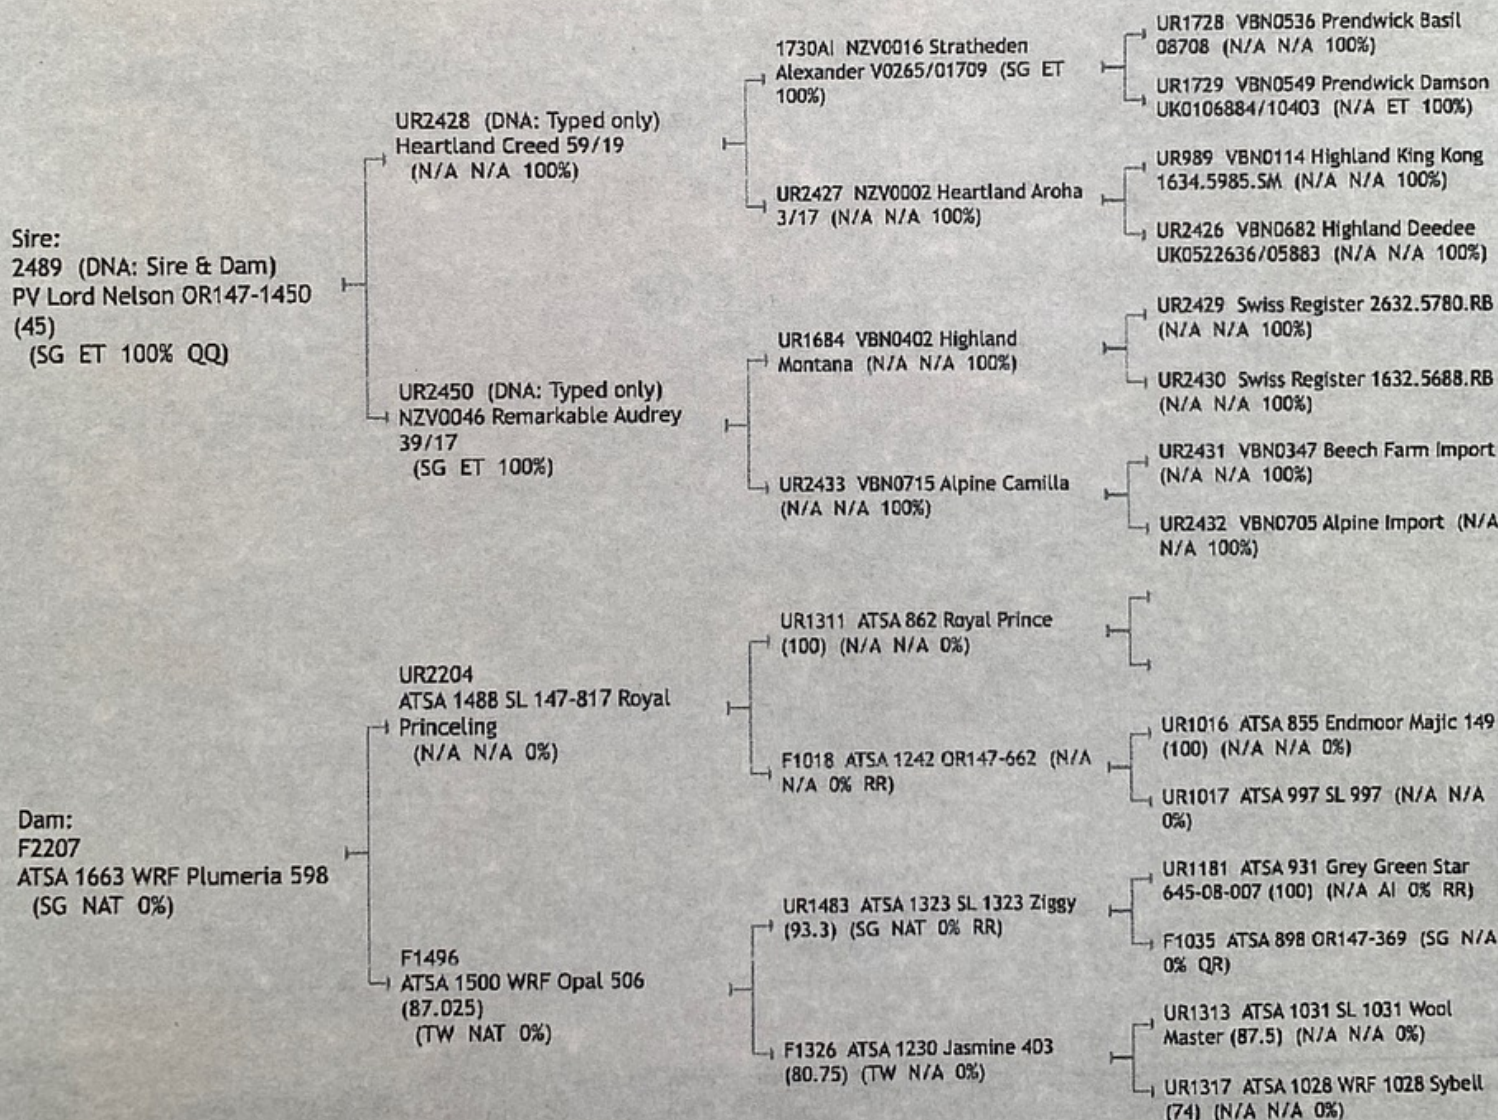 Sire:
2489 (DNA: Sire & Dam)
PV Lord Nelson OR147-1450
(45)
(SG ET 100% QQ)
UR2428 (DNA: Typed only)
Heartland Creed 59/19
(N/A N/A 100%)
UR2450 (DNA: Typed only)
NZV0046 Remarkable Audrey
39/17
(SG ET 100%)
1730AI NZV0016 Stratheden
Alexander V0265/01709 (SG ET
100%)
UR2427 NZV0002 Heartland Aroha
3/17 (N/A N/A 100%)
UR1684 VBN0402 Highland
Montana (N/A N/A 100%)
UR2433 VBN0715 Alpine Camilla
(N/A N/A 100%)
UR1728 VBN0536 Prendwick Basil
08708 (N/A N/A 100%)
UR1729 VBN0549 Prendwick Damson
UK0106884/10403 (N/A ET 100%)
UR989 VBN0114 Highland King Kong
1634.5985.SM (N/A N/A 100%)
UR2426 VBN0682 Highland Deedee
UK0522636/05883 (N/A N/A 100%)
UR2429 Swiss Register 2632.5780.RB
(N/A N/A 100%)
UR2430 Swiss Register 1632.5688.RB
(N/A N/A 100%)
UR2431 VBN0347 Beech Farm Import
(N/A N/A 100%)
UR2432 VBN0705 Alpine Import (N/A
N/A 100%)
Dam:
F2207
ATSA 1663 WRF Plumeria 598
(SG NAT 0%)
UR2204
ATSA 1488 SL 147-817 Royal
Princeling
(N/A N/A 0%)
F1496
ATSA 1500 WRF Opal 506
(87.025)
(TW NAT 0%)
UR1311 ATSA 862 Royal Prince
(100) (N/A N/A 0%)
F1018 ATSA 1242 OR147-662 (N/A
N/A 0% RR)
UR1483 ATSA 1323 SL 1323 Ziggy
(93.3) (SG NAT 0% RR)
F1326 ATSA 1230 Jasmine 403
(80.75) (TW N/A 0%)
UR1016 ATSA 855 Endmoor Majic 149
(100) (N/A N/A 0%)
UR1017 ATSA 997 SL 997 (N/A N/A
0%)
UR1181 ATSA 931 Grey Green Star
645-08-007 (100) (N/A AI 0% RR)
F1035 ATSA 898 OR147-369 (SG N/A
0% QR)
UR1313 ATSA 1031 SL 1031 Wool
Master (87.5) (N/A N/A 0%)
UR1317 ATSA 1028 WRF 1028 Sybell
(74) (N/A N/A 0%)